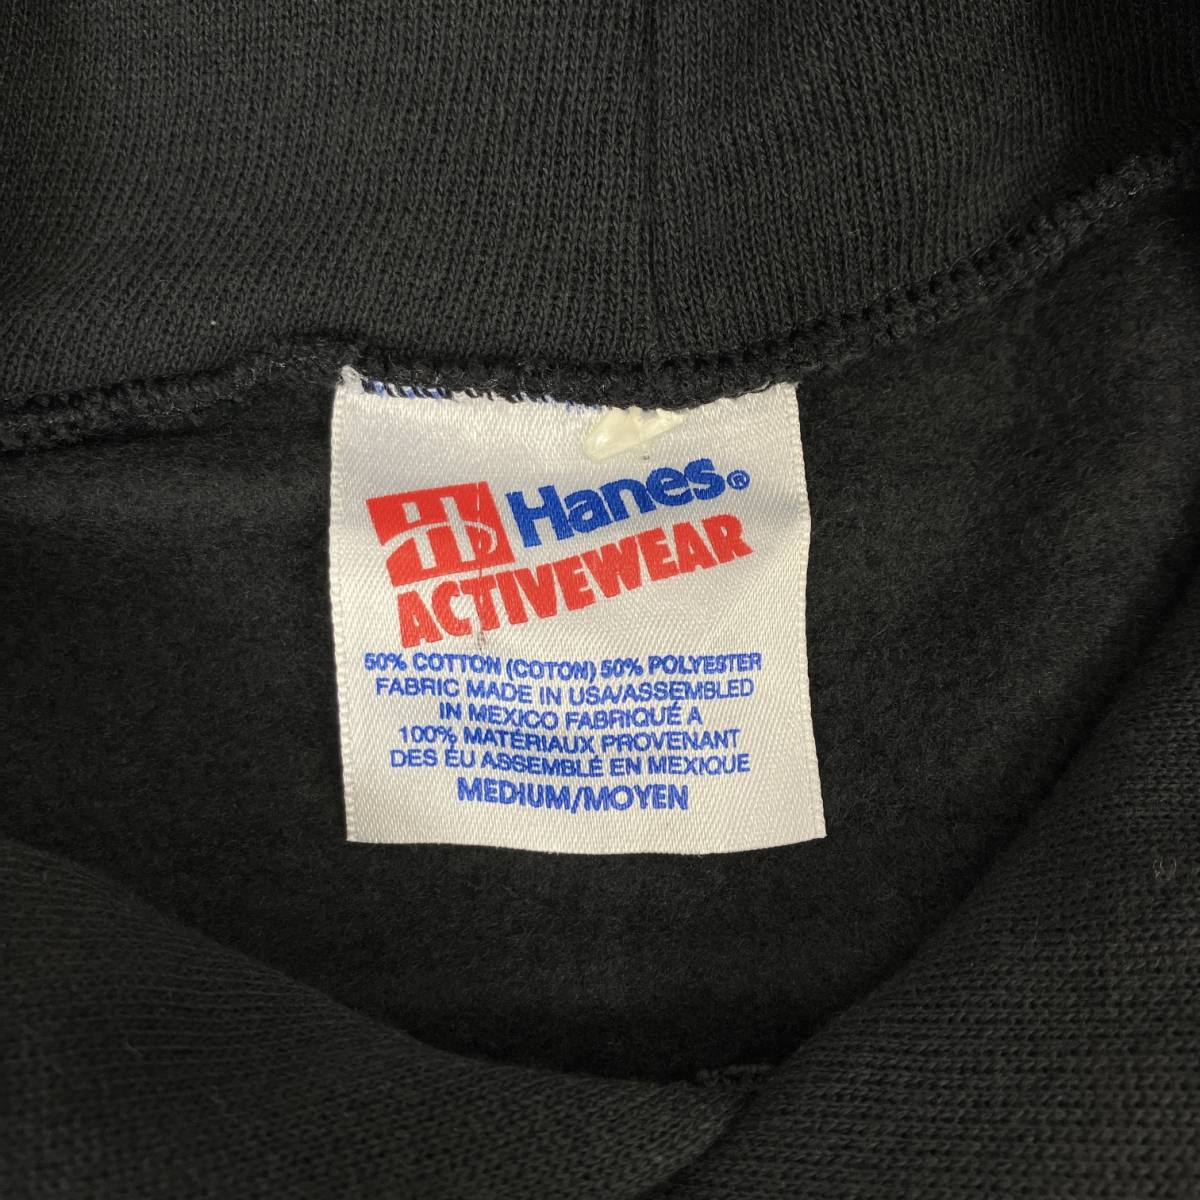 Hanes®
ACTIVEWEAR
50% COTTON (COTON) 50% POLYESTER
FABRIC MADE IN USA/ASSEMBLED
IN MEXICO FABRIQUÉ A
100% MATÉRIAUX PROVENANT
DES ÉU ASSEMBLÉ EN MEXIQUE
MEDIUM/MOYEN